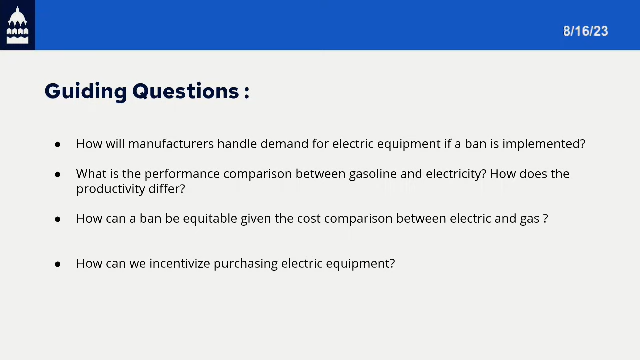 8/16/23
Guiding Questions :
● How will manufacturers handle demand for electric equipment if a ban is implemented?
● What is the performance comparison between gasoline and electricity? How does the
productivity differ?
● How can a ban be equitable given the cost comparison between electric and gas ?
● How can we incentivize purchasing electric equipment?